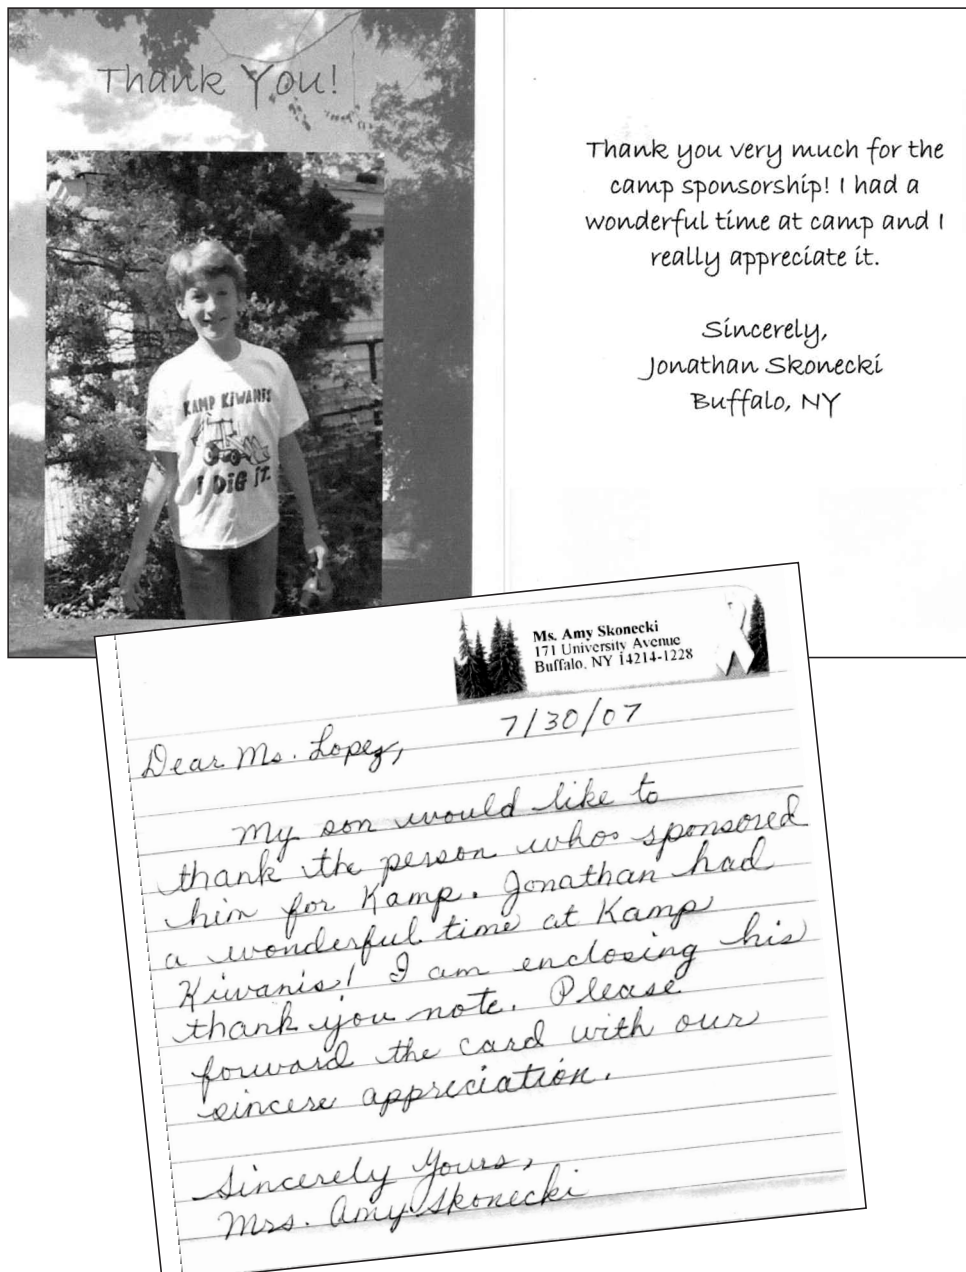 Thank You!
KAMP KIWANIS
I DIG IT.
Thank you very much for the
camp sponsorship! I had a
wonderful time at camp and I
really appreciate it.
Sincerely,
Jonathan Skonecki
Buffalo, NY
Ms. Amy Skonecki
171 University Avenue
Buffalo, NY 14214-1228
7/30/07
Dear Ms. Lopez,
My son would like to
thank the person who sponsored
him for Kamp. Jonathan had
a wonderful time at Kamp
Kiwanis! I am enclosing his
thank you note. Please
forward the card with our
sincere appreciation.
Sincerely Yours,
Mrs. Amy Skonecki